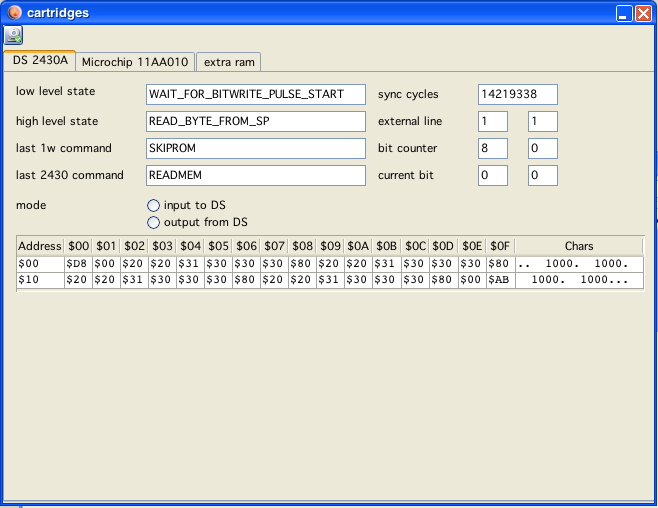 cartridges
DS 2430A Microchip 11AA010 extra ram
low level state WAIT_FOR_BITWRITE_PULSE_START sync cycles 14219338
high level state READ_BYTE_FROM_SP external line 1 1
last 1w command SKIPROM bit counter 8 0
last 2430 command READMEM current bit 0 0
mode input to DS
output from DS
Address $00 $01 $02 $03 $04 $05 $06 $07 $08 $09 $0A $0B $0C $0D $0E $0F Chars
$00 $D8 $00 $20 $20 $31 $30 $30 $30 $80 $20 $20 $31 $30 $30 $30 $80 .. 1000. 1000.
$10 $20 $20 $31 $30 $30 $30 $80 $20 $20 $31 $30 $30 $30 $80 $00 $AB 1000. 1000...